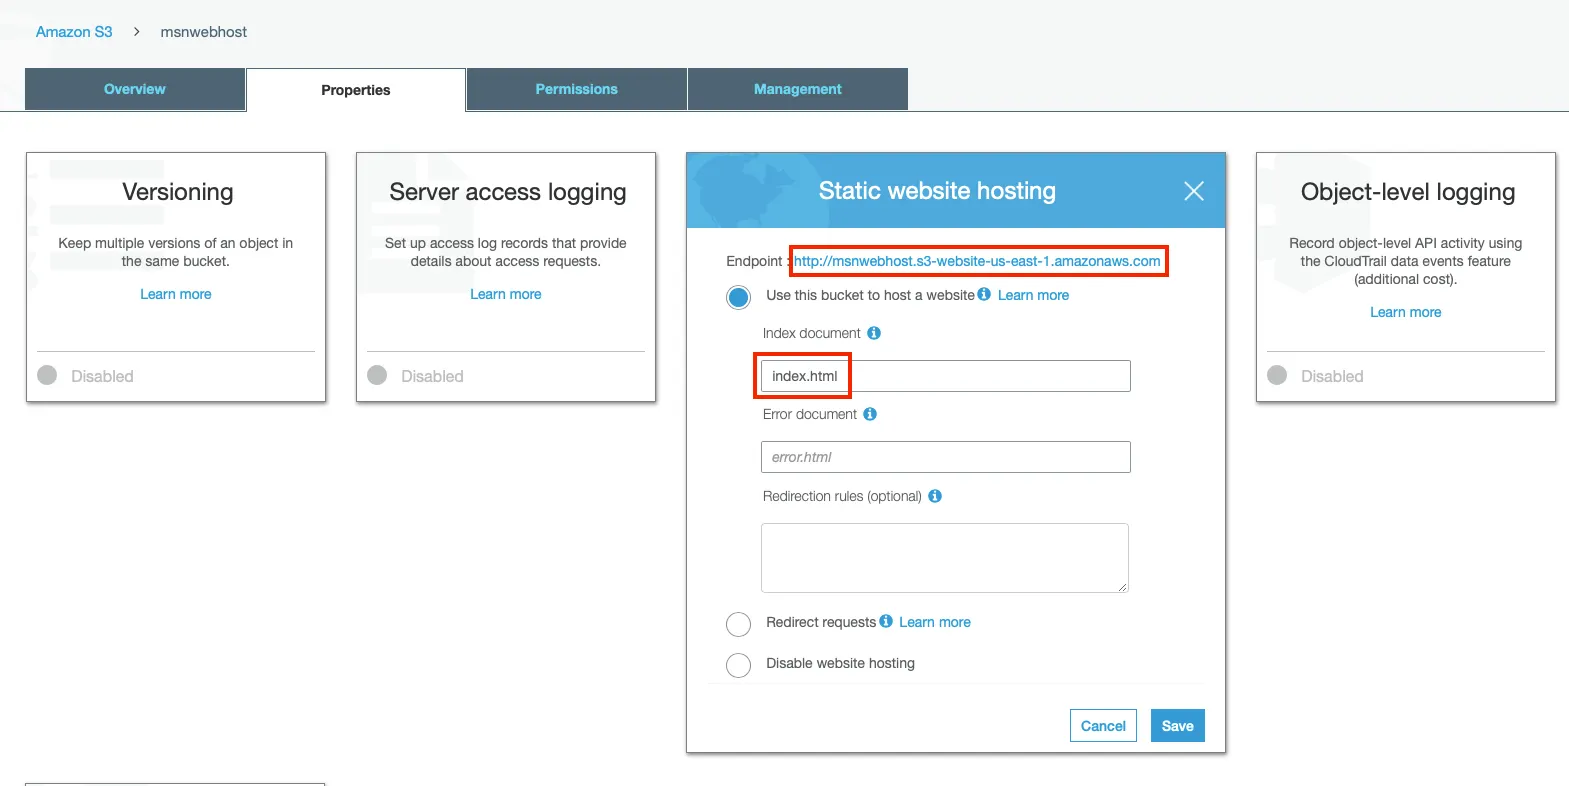 Amazon S3 > msnwebhost
Overview
Properties
Permissions
Management
Versioning
Keep multiple versions of an object in
the same bucket.
Learn more
Disabled
Server access logging
Set up access log records that provide
details about access requests.
Learn more
Disabled
Static website hosting
Endpoint : http://msnwebhost.s3-website-us-east-1.amazonaws.com
Use this bucket to host a website Learn more
Index document
index.html
Error document
error.html
Redirection rules (optional)
Redirect requests Learn more
Disable website hosting
Cancel
Save
Object-level logging
Record object-level API activity using
the CloudTrail data events feature
(additional cost).
Learn more
Disabled